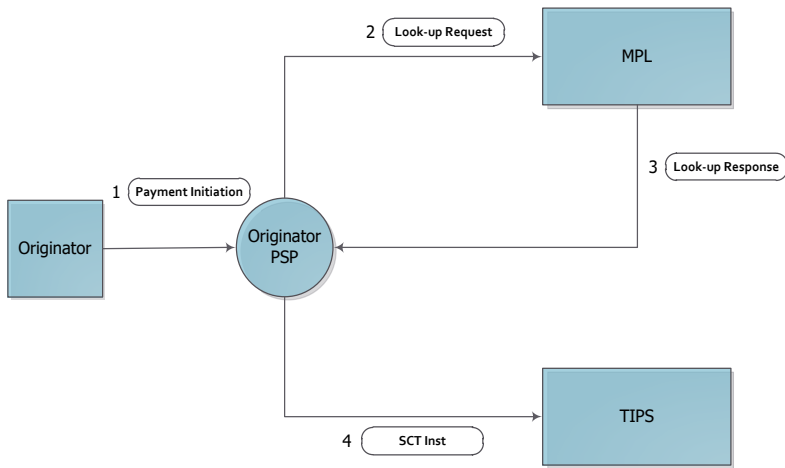 2 Look-up Request
MPL
3 Look-up Response
1 Payment Initiation
Originator
Originator
PSP
TIPS
4 SCT Inst